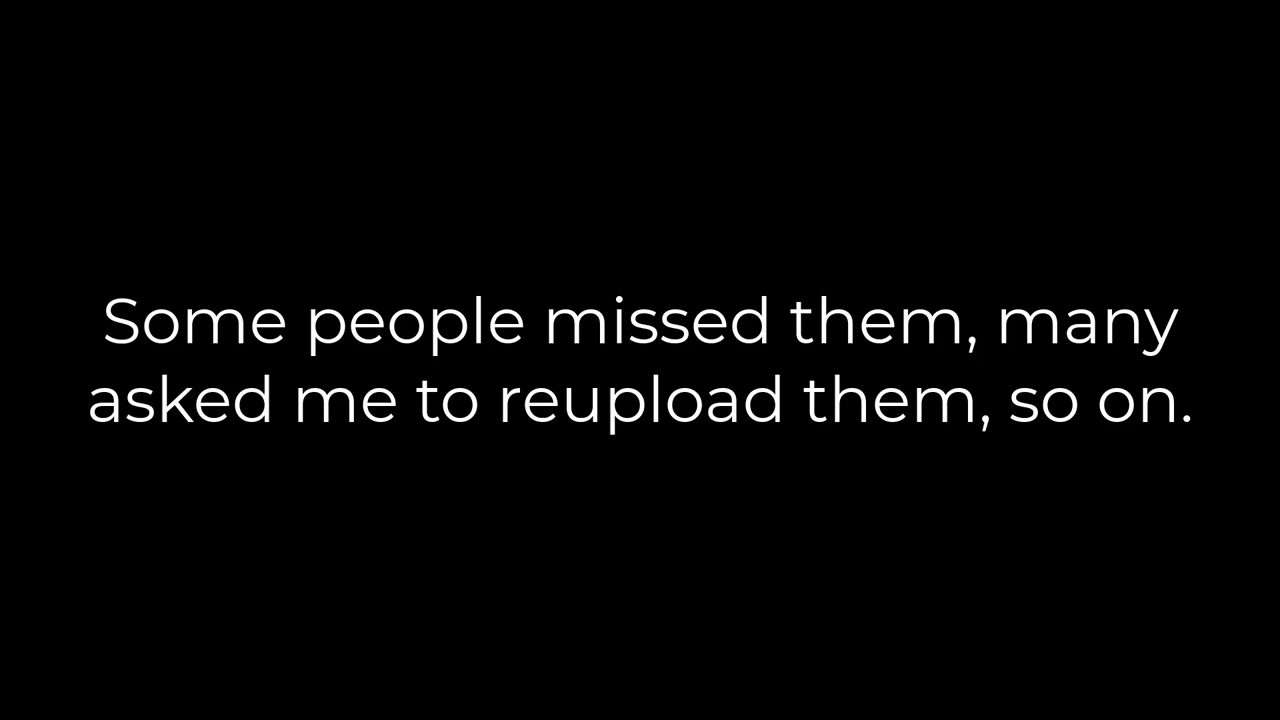 Some people missed them, many
asked me to reupload them, so on.